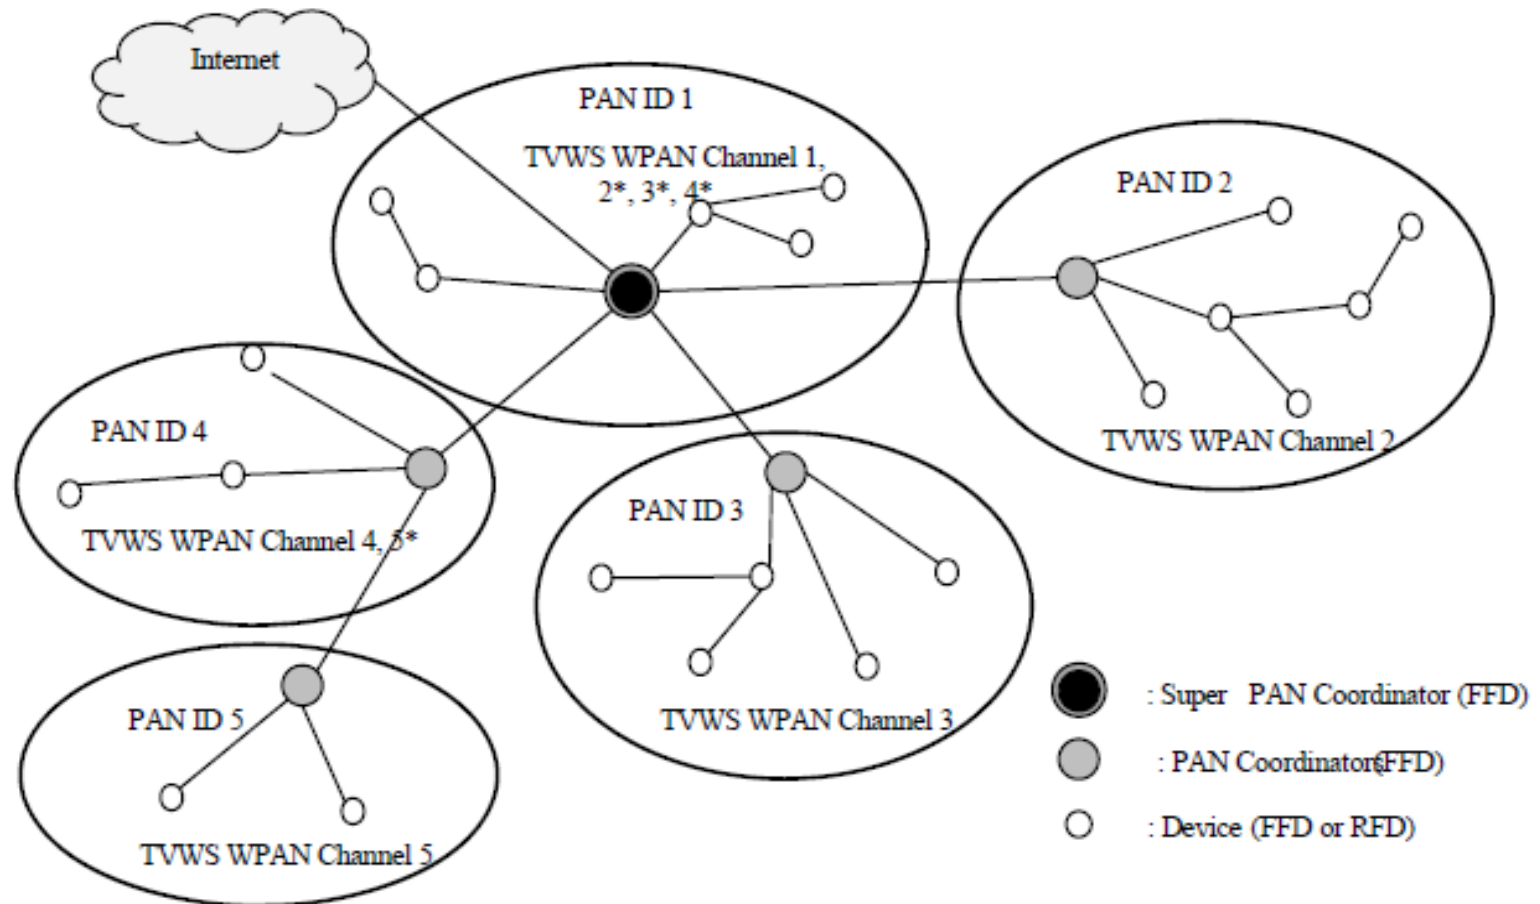 Internet
PAN ID 1
TVWS WPAN Channel 1,
2*, 3*, 4*
PAN ID 2
TVWS WPAN Channel 2
PAN ID 4
TVWS WPAN Channel 4, 5*
PAN ID 3
TVWS WPAN Channel 3
PAN ID 5
TVWS WPAN Channel 5
: Super PAN Coordinator (FFD)
: PAN Coordinators(FFD)
: Device (FFD or RFD)